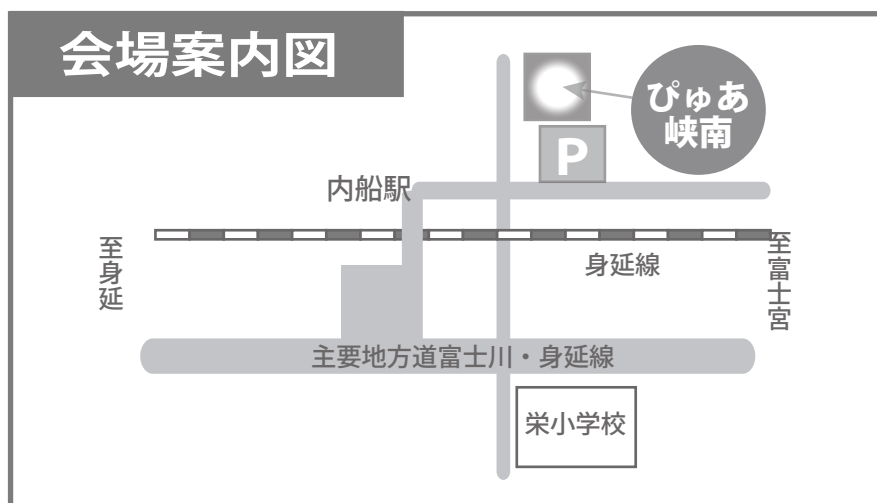 会場案内図
ぴゅあ
峡南
P
内船駅
至身延
身延線
至富士宮
主要地方道富士川・身延線
栄小学校